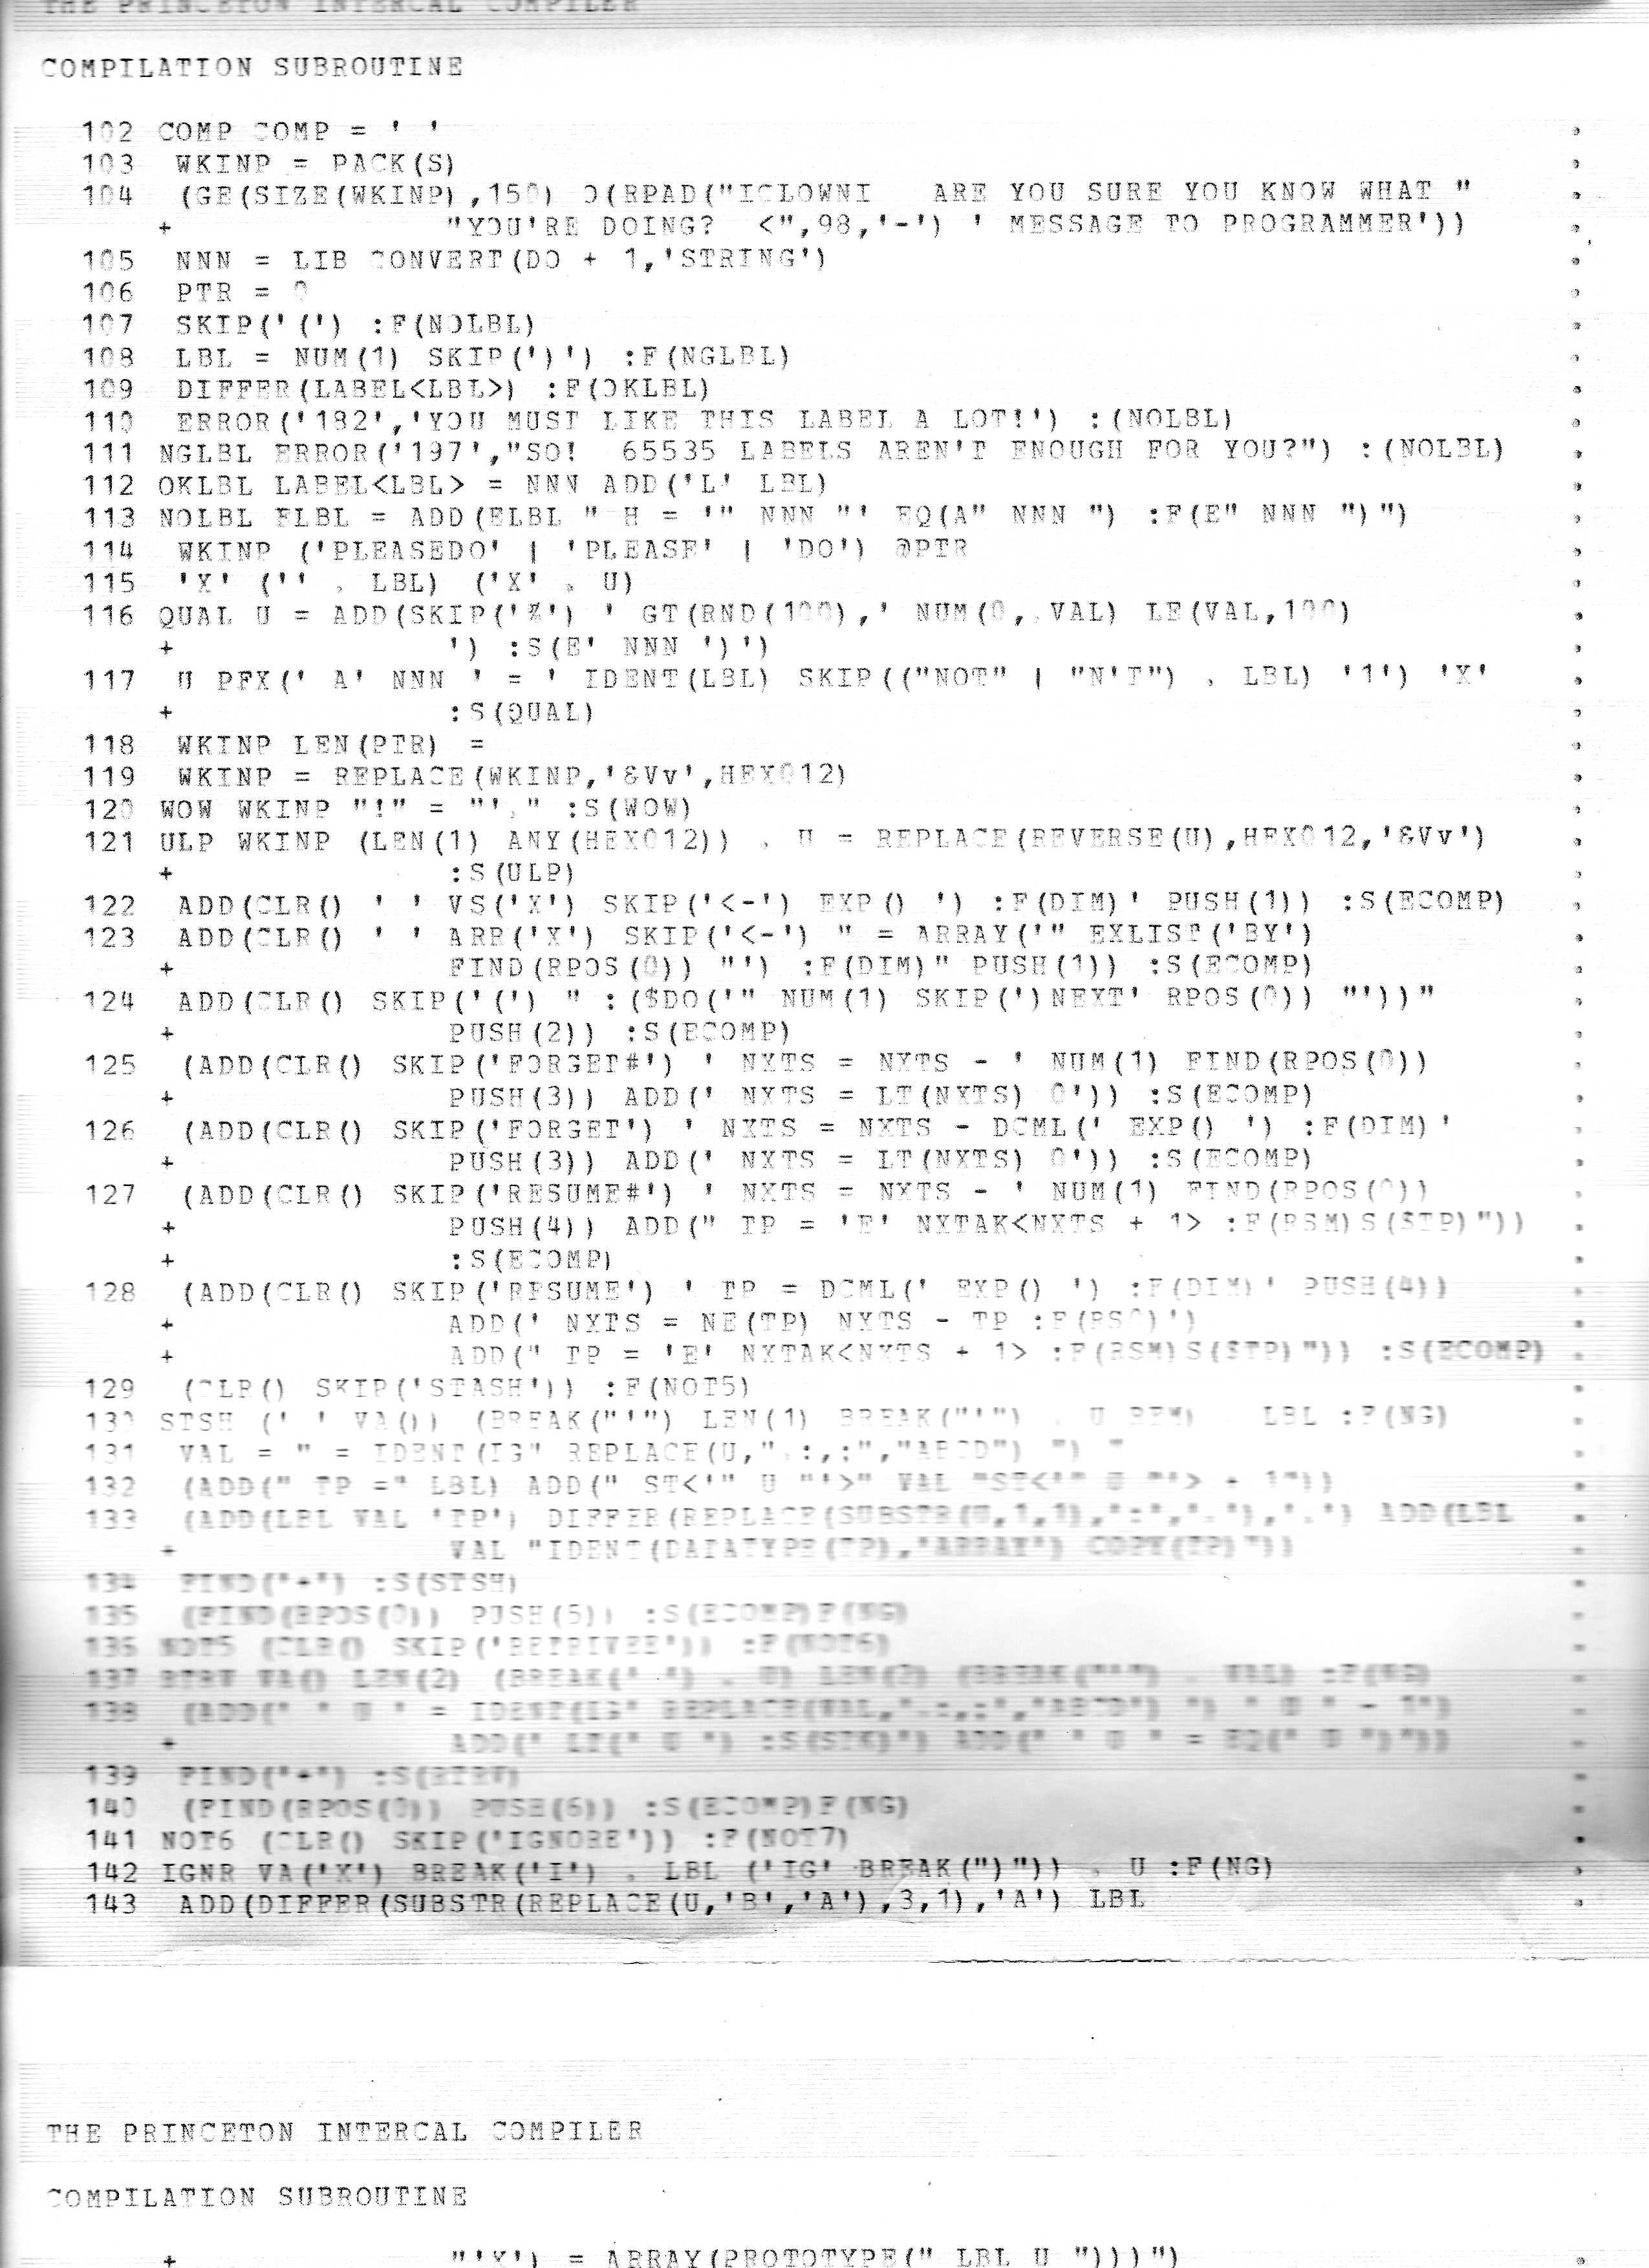 THE PRINCETON INTERCAL COMPILER
COMPILATION SUBROUTINE
102 COMP COMP = ' '
103 WKINP = PACK(S)
104 (GE(SIZE(WKINP),150) O(RPAD("ICLOWNI   ARE YOU SURE YOU KNOW WHAT "
+ "YOU'RE DOING?  <",98,'-') ' MESSAGE TO PROGRAMMER'))
105 NNN = LIB CONVERT(DO + 1,'STRING')
106 PTR = 0
107 SKIP('(') :F(NOLBL)
108 LBL = NUM(1) SKIP(')') :F(NGLBL)
109 DIFFER(LABEL<LBL>) :F(OKLBL)
110 ERROR('182','YOU MUST LIKE THIS LABEL A LOT!') :(NOLBL)
111 NGLBL ERROR('197',"SO!  65535 LABELS AREN'T ENOUGH FOR YOU?") :(NOLBL)
112 OKLBL LABEL<LBL> = NNN ADD('L' LBL)
113 NOLBL ELBL = ADD(ELBL " H = '" NNN "' EQ(A" NNN ") :F(E" NNN ")")
114 WKINP ('PLEASEDO' | 'PLEASE' | 'DO') @PTR
115 'X' ('' . LBL) ('X' . U)
116 QUAL U = ADD(SKIP('%') ' GT(RND(100),' NUM(0,.VAL) LE(VAL,100)
+ ') :S(E' NNN ')')
117 U PFX(' A' NNN ' = ' IDENT(LBL) SKIP(("NOT" | "N'T") . LBL) '1') 'X'
+ :S(QUAL)
118 WKINP LEN(PTR) =
119 WKINP = REPLACE(WKINP,'&Vv',HEX012)
120 WOW WKINP "!" = "'." :S(WOW)
121 ULP WKINP (LEN(1) ANY(HEX012)) . U = REPLACE(REVERSE(U),HEX012,'&Vv')
+ :S(ULP)
122 ADD(CLR() ' ' VS('X') SKIP('<-') EXP() ') :F(DIM)' PUSH(1)) :S(ECOMP)
123 ADD(CLR() ' ' ARR('X') SKIP('<-') " = ARRAY('" EXLIST('BY')
+ FIND(RPOS(0)) "') :F(DIM)" PUSH(1)) :S(ECOMP)
124 ADD(CLR() SKIP('(') " :($DO('" NUM(1) SKIP(')NEXT' RPOS(0)) "'))"
+ PUSH(2)) :S(ECOMP)
125 (ADD(CLR() SKIP('FORGET#') ' NXTS = NXTS - ' NUM(1) FIND(RPOS(0))
+ PUSH(3)) ADD(' NXTS = LT(NXTS) 0')) :S(ECOMP)
126 (ADD(CLR() SKIP('FORGET') ' NXTS = NXTS - DCML(' EXP() ') :F(DIM)'
+ PUSH(3)) ADD(' NXTS = LT(NXTS) 0')) :S(ECOMP)
127 (ADD(CLR() SKIP('RESUME#') ' NXTS = NXTS - ' NUM(1) FIND(RPOS(0))
+ PUSH(4)) ADD(" TP = 'E' NXTAK<NXTS + 1> :F(RSM)S($TP)"))
+ :S(ECOMP)
128 (ADD(CLR() SKIP('RESUME') ' TP = DCML(' EXP() ') :F(DIM)' PUSH(4))
+ ADD(' NXTS = NE(TP) NXTS - TP :F(RS0)')
+ ADD(" TP = 'E' NXTAK<NXTS + 1> :F(RSM)S($TP)")) :S(ECOMP)
129 (CLR() SKIP('STASH')) :F(NOT5)
130 STSH (' ' VA()) (BREAK("'") LEN(1) BREAK("'") . U REM) . LBL :F(NG)
131 VAL = " = IDENT(IG" REPLACE(U,".:,;","ABCD") ") "
132 (ADD(" TP =" LBL) ADD(" ST<'" U "'>" VAL "ST<'" U "'> + 1"))
133 (ADD(LBL VAL 'TP') DIFFER(REPLACE(SUBSTR(U,1,1),':','.'),'.') ADD(LBL
+ VAL "IDENT(DATATYPE(TP),'ARRAY') COPY(TP)"))
134 FIND("+") :S(STSH)
135 (FIND(RPOS(0)) PUSH(5)) :S(ECOMP)F(NG)
136 NOT5 (CLR() SKIP('RETRIVEE')) :F(NOT6)
137 RTRV VA() LEN(2) (BREAK(' ') . U) LEN(2) (BREAK("'") . VAL) :F(NG)
138 (ADD(" " U " = IDENT(IG" REPLACE(VAL,".:,;","ABCD") ") " U " - 1")
+ ADD(" LT(" U ") :S(STK)") ADD(" " U " = EQ(" U ")"))
139 FIND("+") :S(RTRV)
140 (FIND(RPOS(0)) PUSH(6)) :S(ECOMP)F(NG)
141 NOT6 (CLR() SKIP('IGNORE')) :F(NOT7)
142 IGNR VA('X') BREAK('I') . LBL ('IG' BREAK(")")) . U :F(NG)
143 ADD(DIFFER(SUBSTR(REPLACE(U,'B','A'),3,1),'A') LBL
THE PRINCETON INTERCAL COMPILER
COMPILATION SUBROUTINE
+ "'X') = ARRAY(PROTOTYPE(" LBL U ")))")